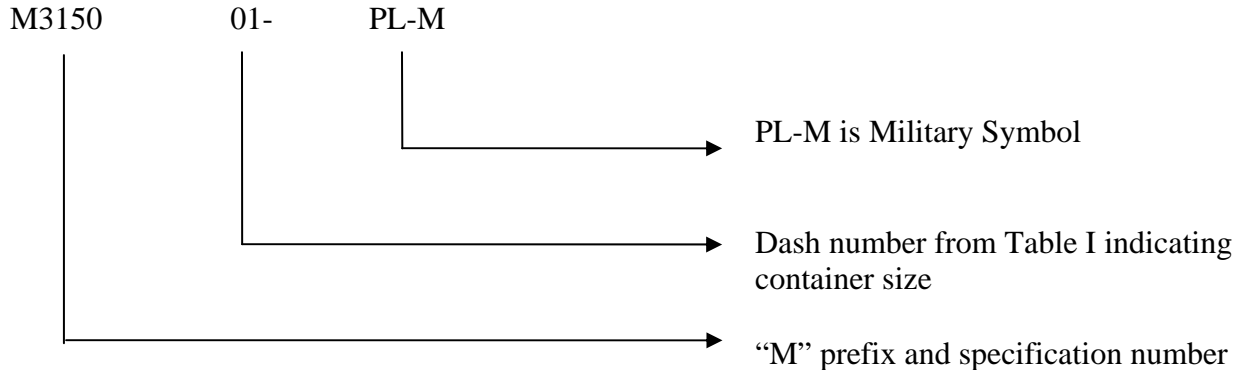 M3150 01- PL-M
PL-M is Military Symbol
Dash number from Table I indicating
container size
“M” prefix and specification number